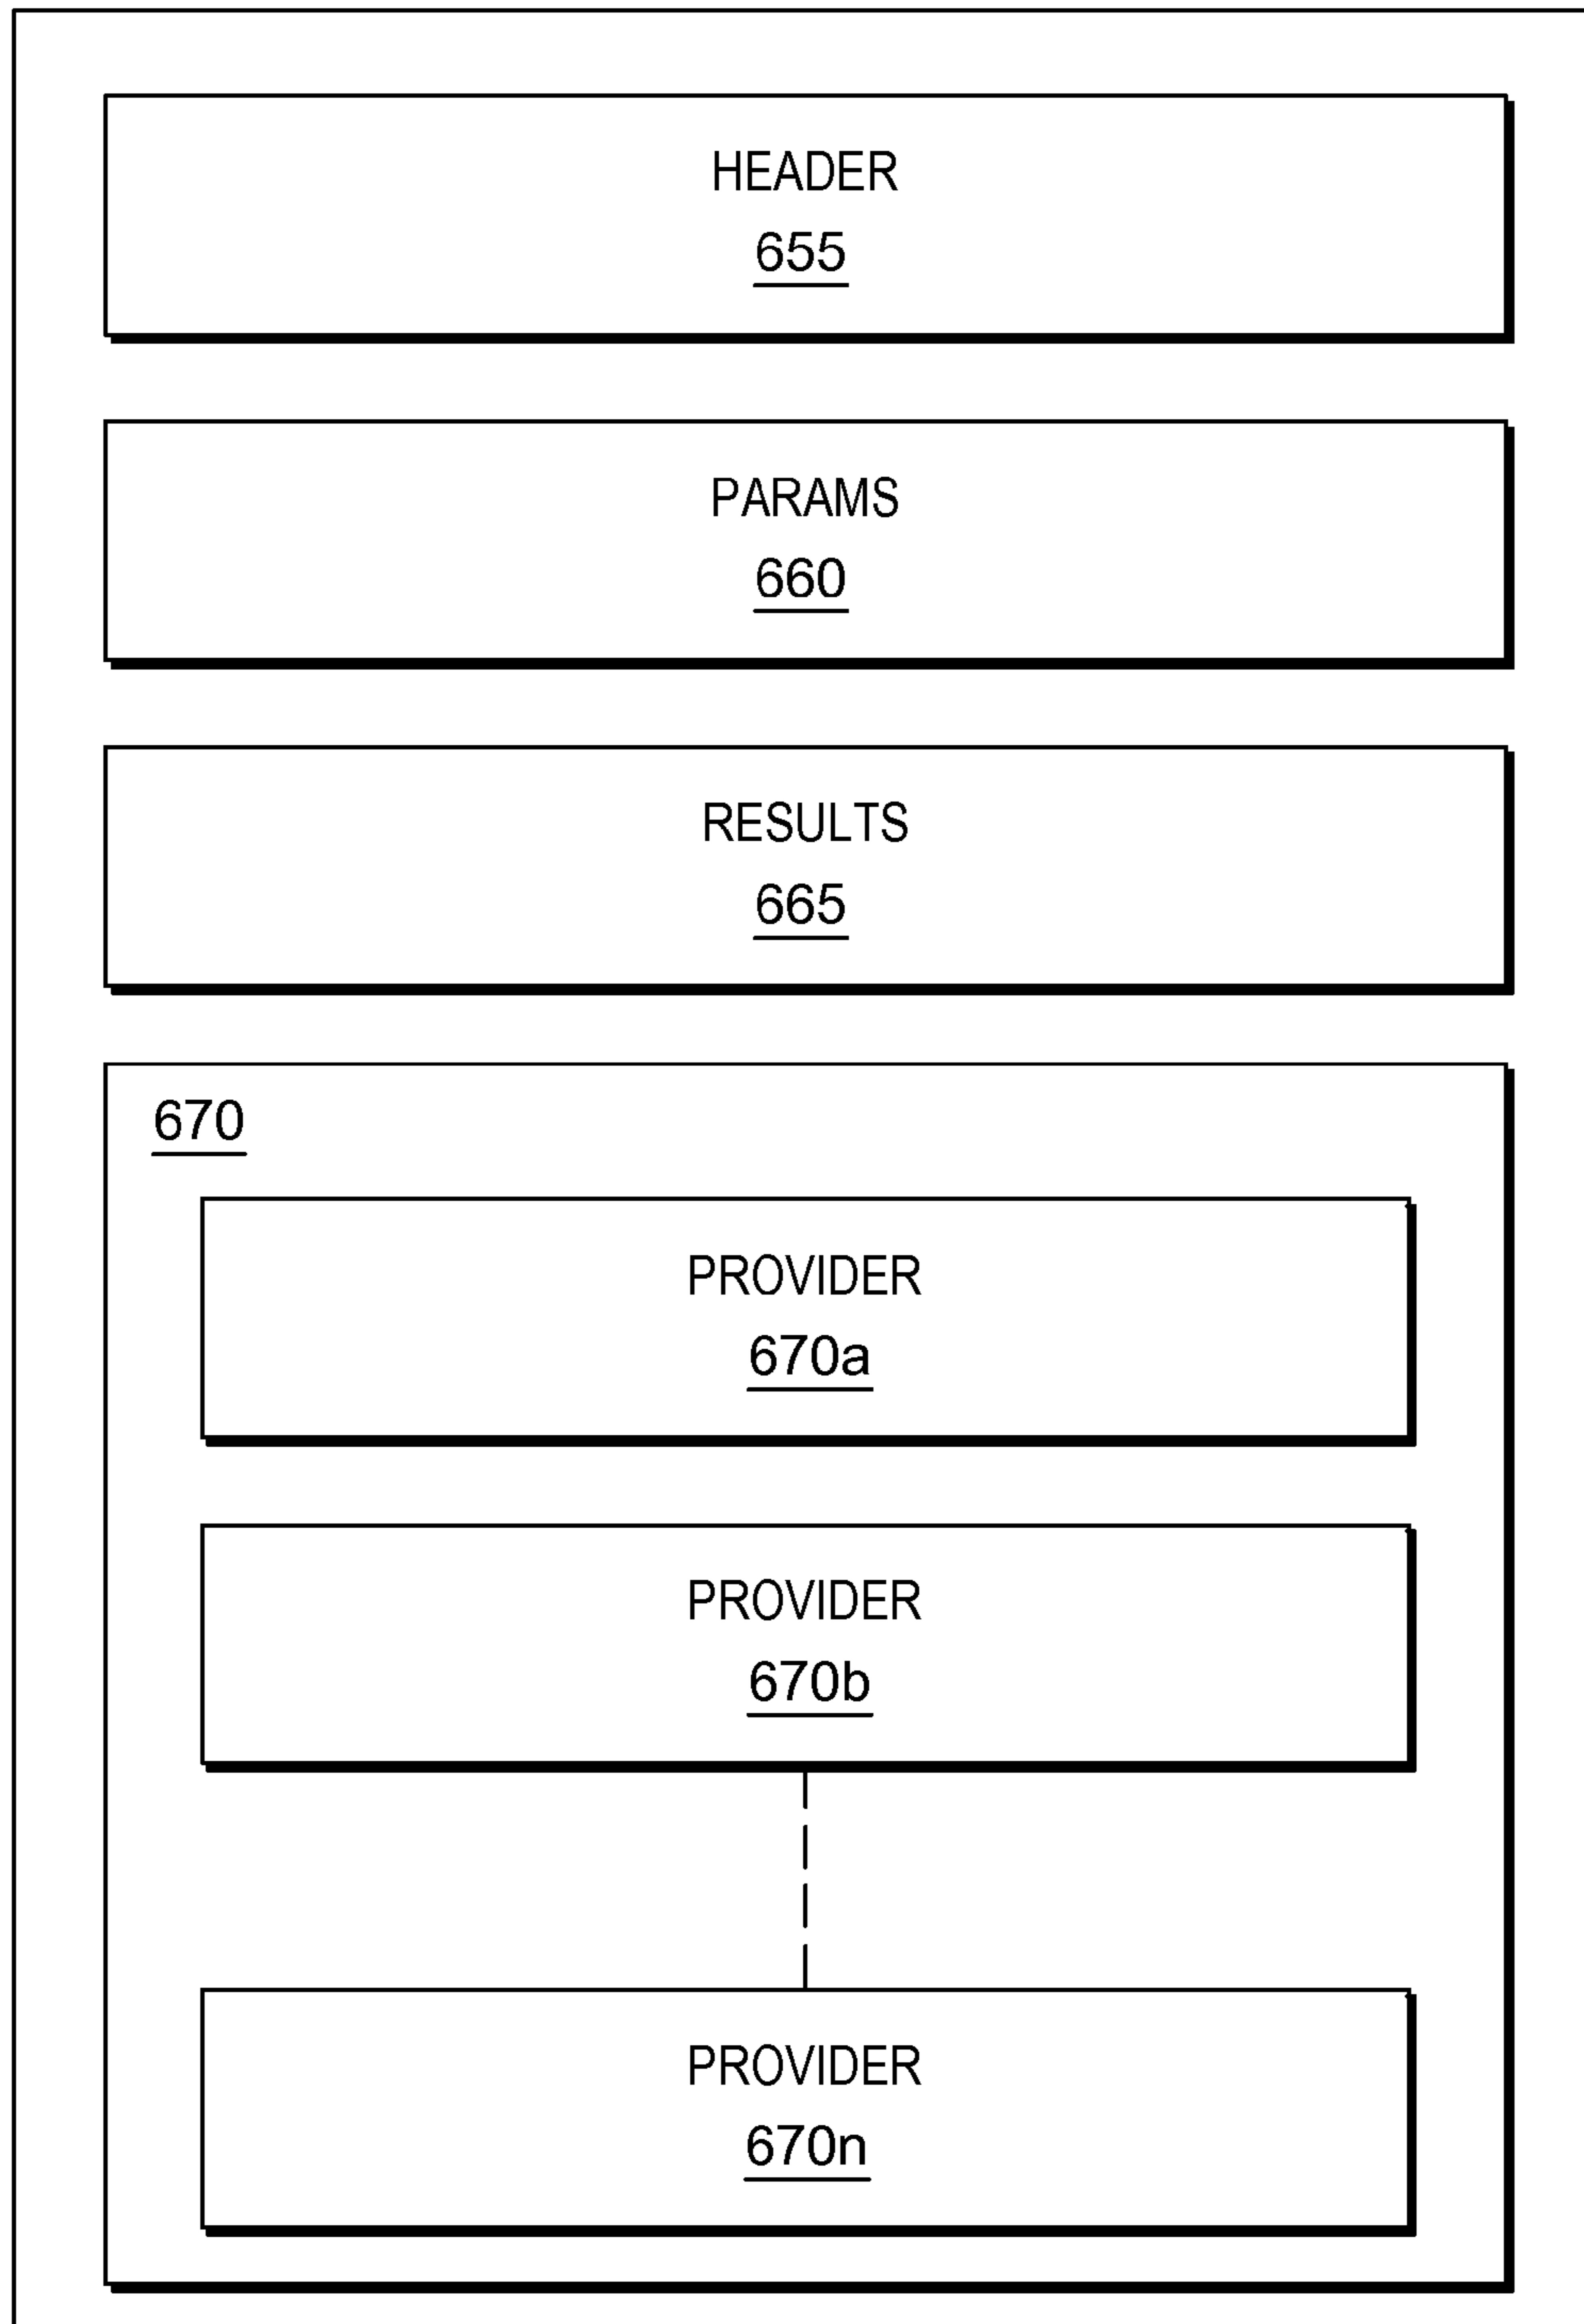 HEADER
655
PARAMS
660
RESULTS
665
670
PROVIDER
670a
PROVIDER
670b
PROVIDER
670n